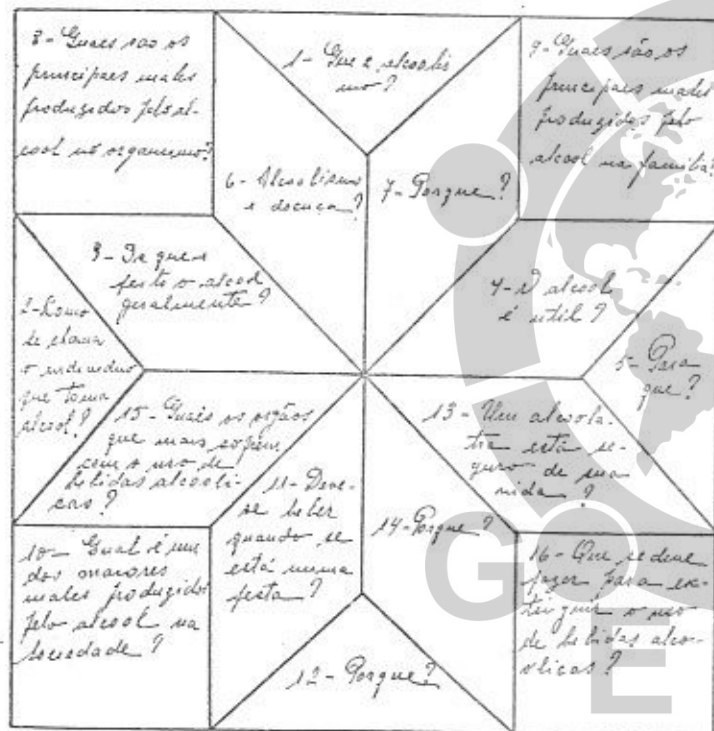 8 - Quaes são os
principaes males
produzidos pelo al-
cool no organismo?
1 - Que é alcoolis
mo?
9 - Quaes são os
principaes males
produzidos pelo
alcool na familia?
6 - Alcoolismo
é doença?
7 - Porque?
3 - De que é
feito o alcool
geralmente?
4 - O alcool
é util?
2 - Como
se chama
o individuo
que toma
alcool?
5 - Para
que?
15 - Quaes os orgãos
que mais soffrem
com o uso de
bebidas alcooli-
cas?
13 - Um alcoola-
tra está se-
guro de sua
vida?
11 - Deve-
se beber
quando se
está numa
festa?
14 - Porque?
10 - Qual é um
dos maiores
males produzidos
pelo alcool na
sociedade?
12 - Porque?
16 - Que se deve
fazer para ex-
tinguir o uso
de bebidas alco-
olicas?
G E